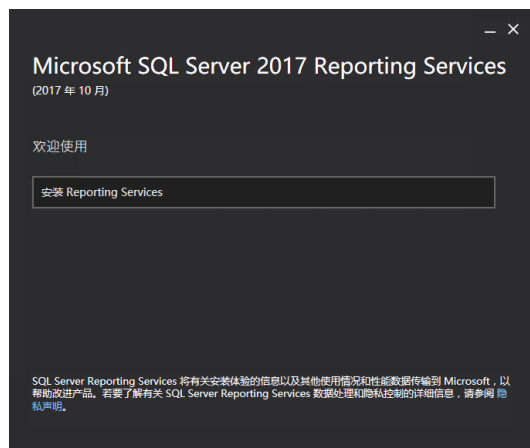 Microsoft SQL Server 2017 Reporting Services
(2017 年 10 月)
欢迎使用
安装 Reporting Services
SQL Server Reporting Services 将有关安装体验的信息以及其他使用情况和性能数据传输到 Microsoft，以
帮助改进产品。若要了解有关 SQL Server Reporting Services 数据处理和隐私控制的详细信息，请参阅 隐
私声明。